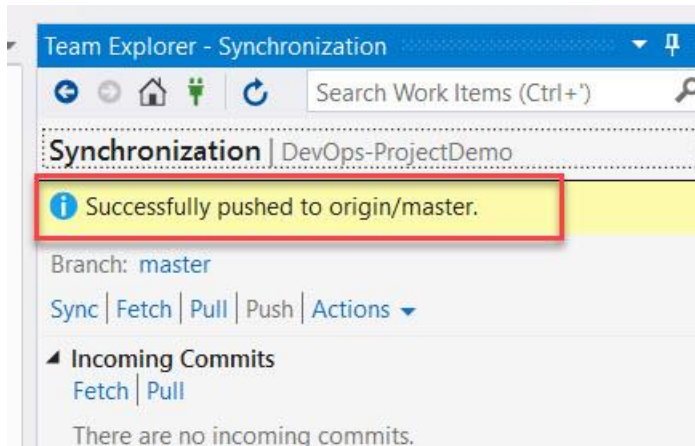 Team Explorer - Synchronization
Search Work Items (Ctrl+')
Synchronization | DevOps-ProjectDemo
Successfully pushed to origin/master.
Branch: master
Sync | Fetch | Pull | Push | Actions
Incoming Commits
Fetch | Pull
There are no incoming commits.